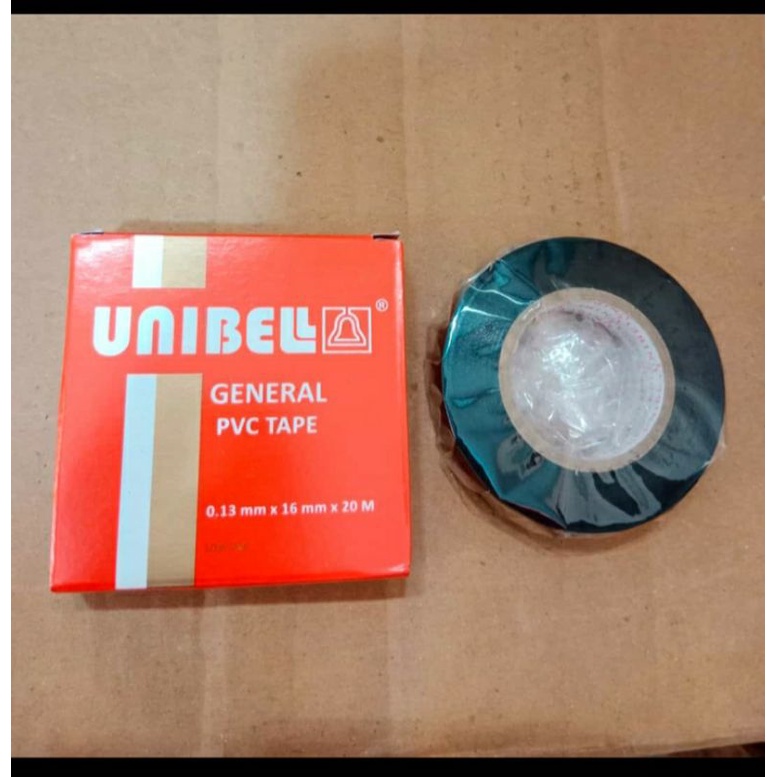 UNIBELL®
GENERAL
PVC TAPE
0.13 mm x 16 mm x 20 M